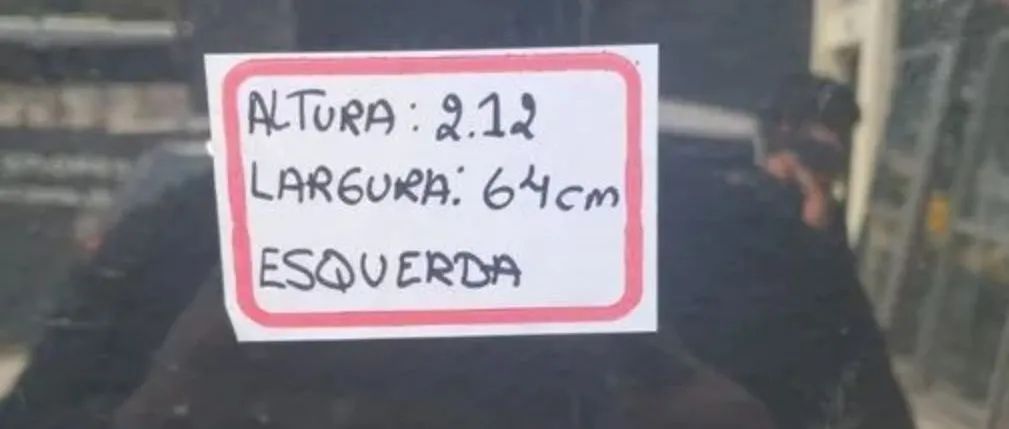 ALTURA: 2.12
LARGURA: 64cm
ESQUERDA